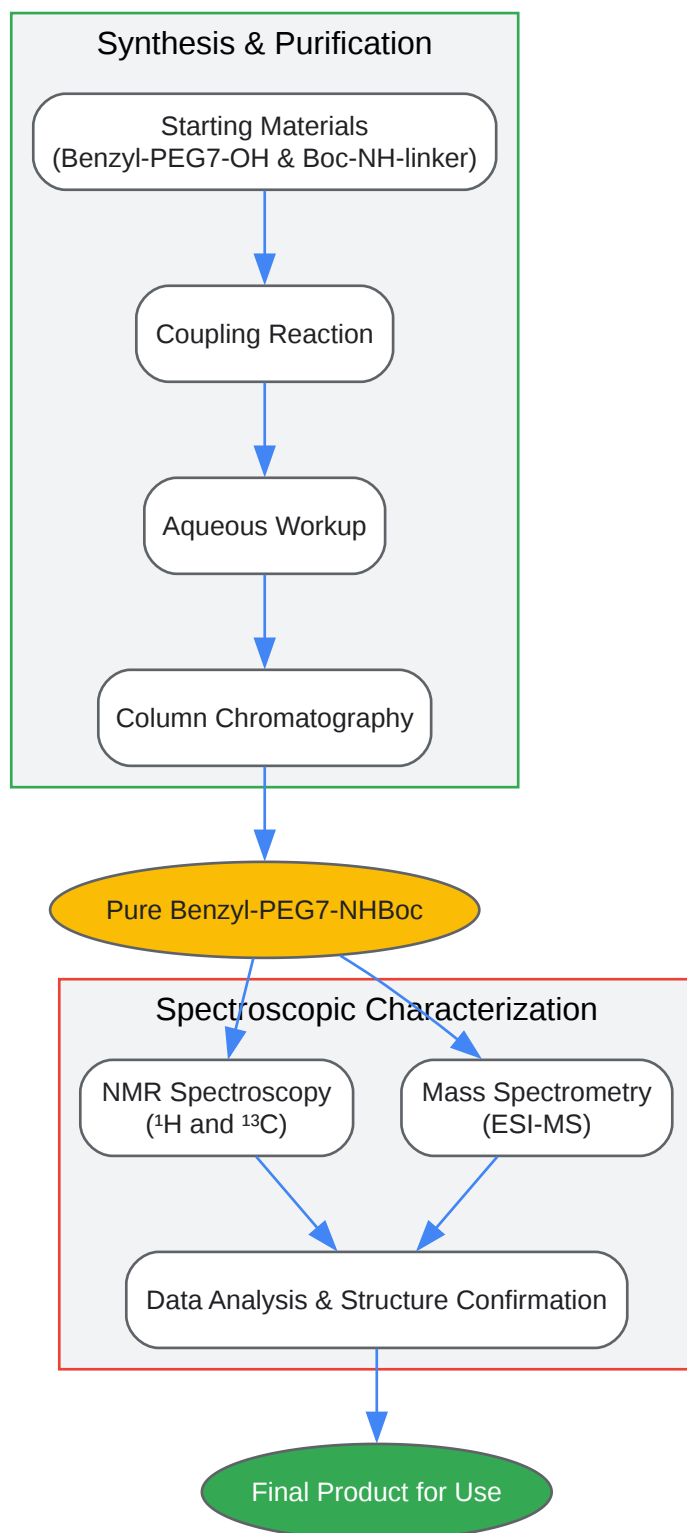 Synthesis & Purification
Starting Materials
(Benzyl-PEG7-OH & Boc-NH-linker)
Coupling Reaction
Aqueous Workup
Column Chromatography
Pure Benzyl-PEG7-NHBoc
Spectroscopic Characterization
NMR Spectroscopy
(¹H and ¹³C)
Mass Spectrometry
(ESI-MS)
Data Analysis & Structure Confirmation
Final Product for Use